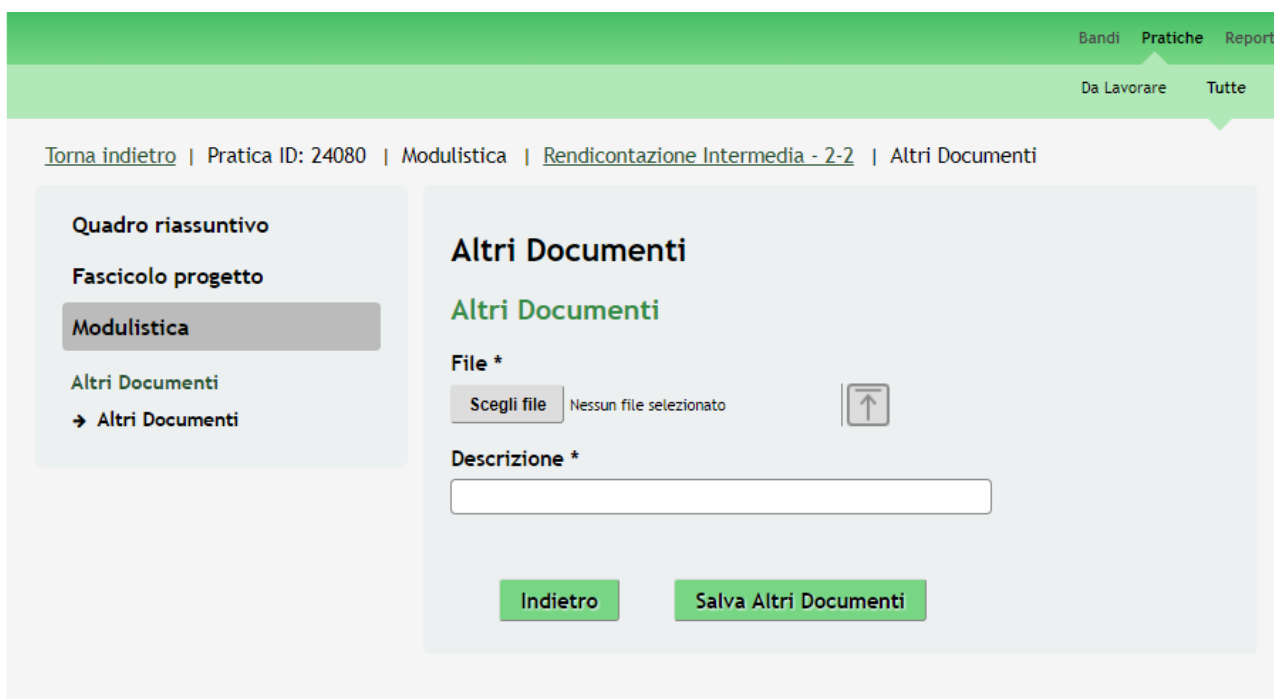 Bandi Pratiche Report
Da Lavorare Tutte
Torna indietro | Pratica ID: 24080 | Modulistica | Rendicontazione Intermedia - 2-2 | Altri Documenti
Quadro riassuntivo
Fascicolo progetto
Modulistica
Altri Documenti
→ Altri Documenti
Altri Documenti
Altri Documenti
File *
Scegli file Nessun file selezionato
Descrizione *
Indietro Salva Altri Documenti